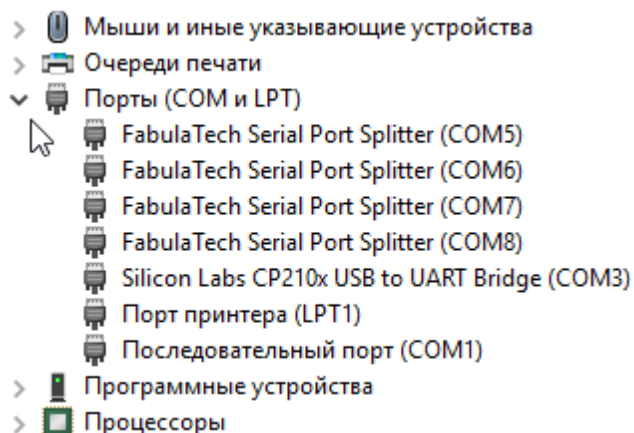 Мыши и иные указывающие устройства
Очереди печати
Порты (COM и LPT)
FabulaTech Serial Port Splitter (COM5)
FabulaTech Serial Port Splitter (COM6)
FabulaTech Serial Port Splitter (COM7)
FabulaTech Serial Port Splitter (COM8)
Silicon Labs CP210x USB to UART Bridge (COM3)
Порт принтера (LPT1)
Последовательный порт (COM1)
Программные устройства
Процессоры